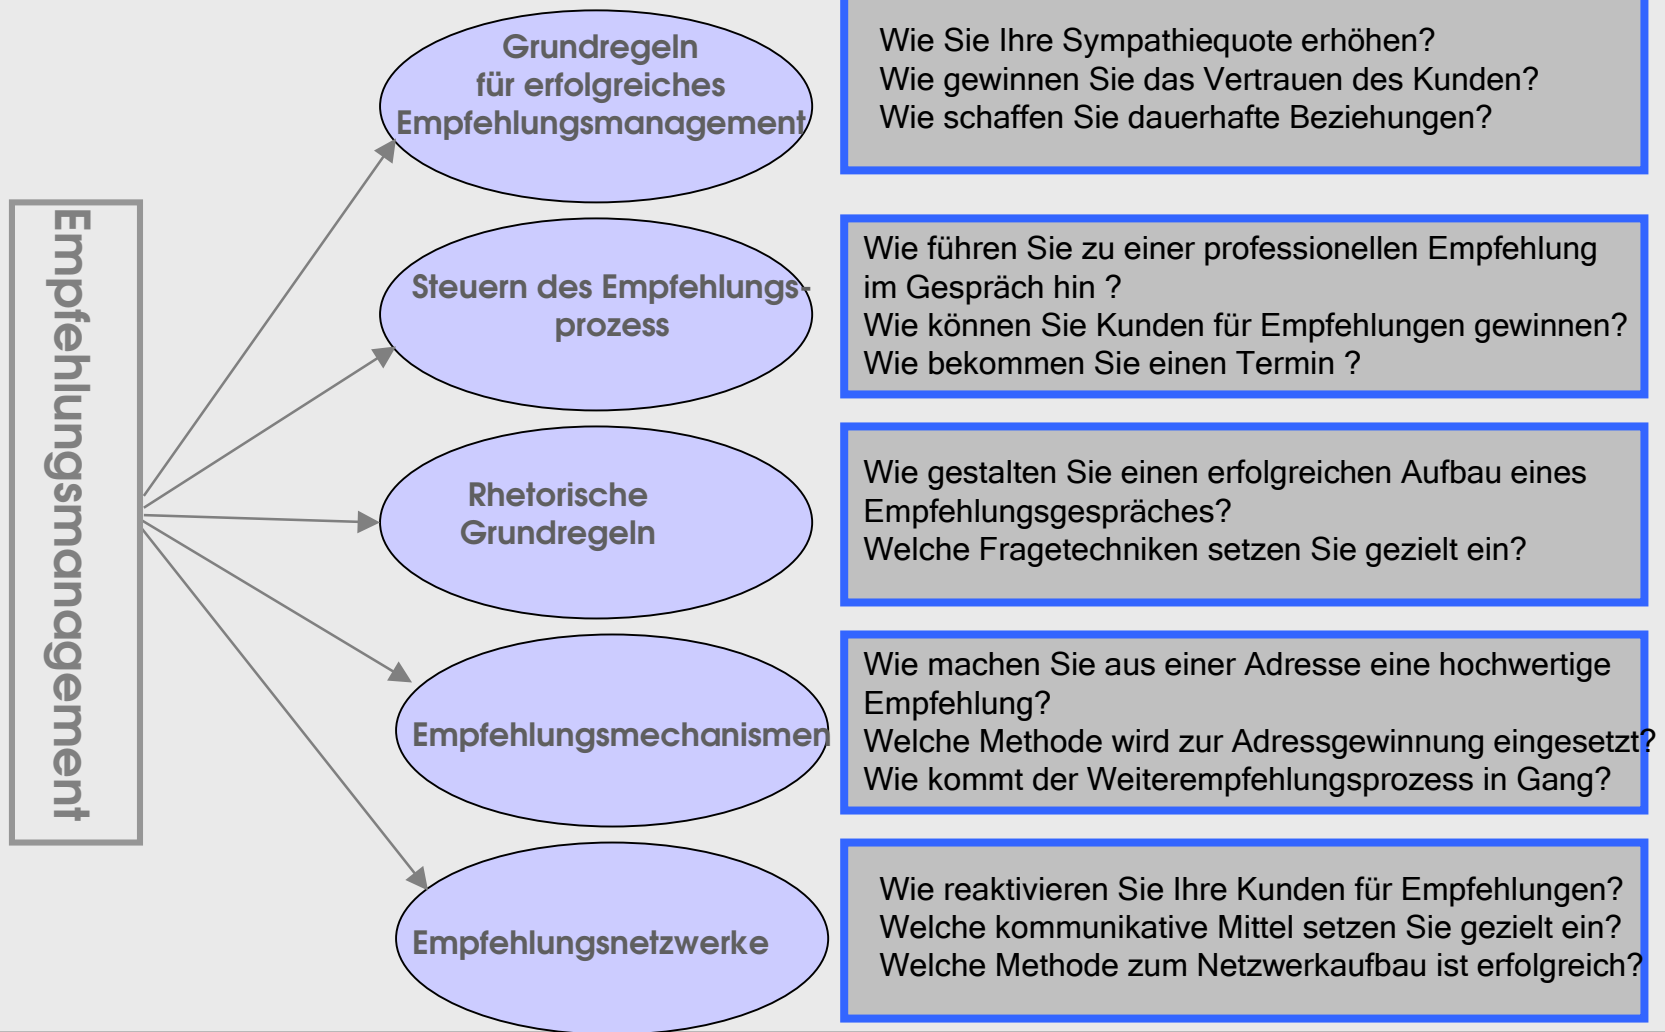 Empfehlungsmanagement
Grundregeln
für erfolgreiches
Empfehlungsmanagement
Wie Sie Ihre Sympathiequote erhöhen?
Wie gewinnen Sie das Vertrauen des Kunden?
Wie schaffen Sie dauerhafte Beziehungen?
Steuern des Empfehlungs-
prozess
Wie führen Sie zu einer professionellen Empfehlung
im Gespräch hin ?
Wie können Sie Kunden für Empfehlungen gewinnen?
Wie bekommen Sie einen Termin ?
Rhetorische
Grundregeln
Wie gestalten Sie einen erfolgreichen Aufbau eines
Empfehlungsgespräches?
Welche Fragetechniken setzen Sie gezielt ein?
Empfehlungsmechanismen
Wie machen Sie aus einer Adresse eine hochwertige
Empfehlung?
Welche Methode wird zur Adressgewinnung eingesetzt?
Wie kommt der Weiterempfehlungsprozess in Gang?
Empfehlungsnetzwerke
Wie reaktivieren Sie Ihre Kunden für Empfehlungen?
Welche kommunikative Mittel setzen Sie gezielt ein?
Welche Methode zum Netzwerkaufbau ist erfolgreich?